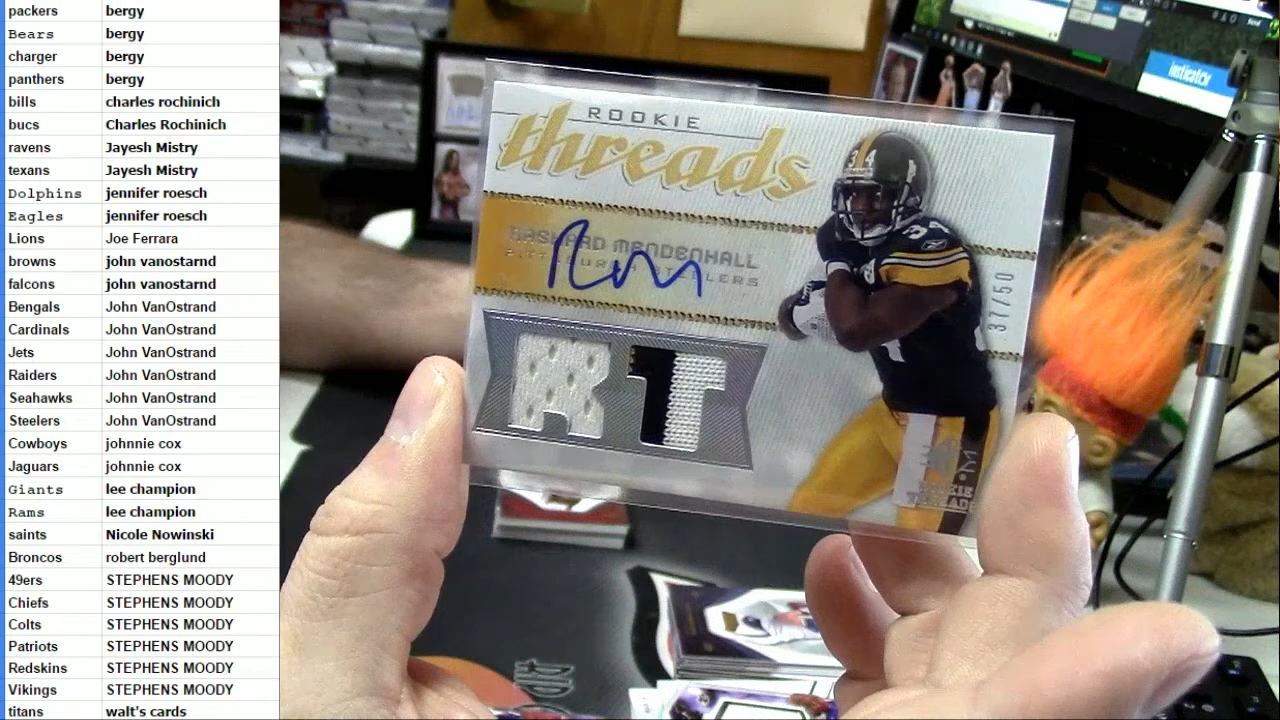 packers bergy
Bears bergy
charger bergy
panthers bergy
bills charles rochinich
bucs Charles Rochinich
ravens Jayesh Mistry
texans Jayesh Mistry
Dolphins jennifer roesch
Eagles jennifer roesch
Lions Joe Ferrara
browns john vanostarnd
falcons john vanostarnd
Bengals John VanOstrand
Cardinals John VanOstrand
Jets John VanOstrand
Raiders John VanOstrand
Seahawks John VanOstrand
Steelers John VanOstrand
Cowboys johnnie cox
Jaguars johnnie cox
Giants lee champion
Rams lee champion
saints Nicole Nowinski
Broncos robert berglund
49ers STEPHENS MOODY
Chiefs STEPHENS MOODY
Colts STEPHENS MOODY
Patriots STEPHENS MOODY
Redskins STEPHENS MOODY
Vikings STEPHENS MOODY
titans walt's cards
ROOKIE
threads
RASHARD MENDENHALL
PITTSBURGH STEELERS
RT
34
34
37/50
insticator